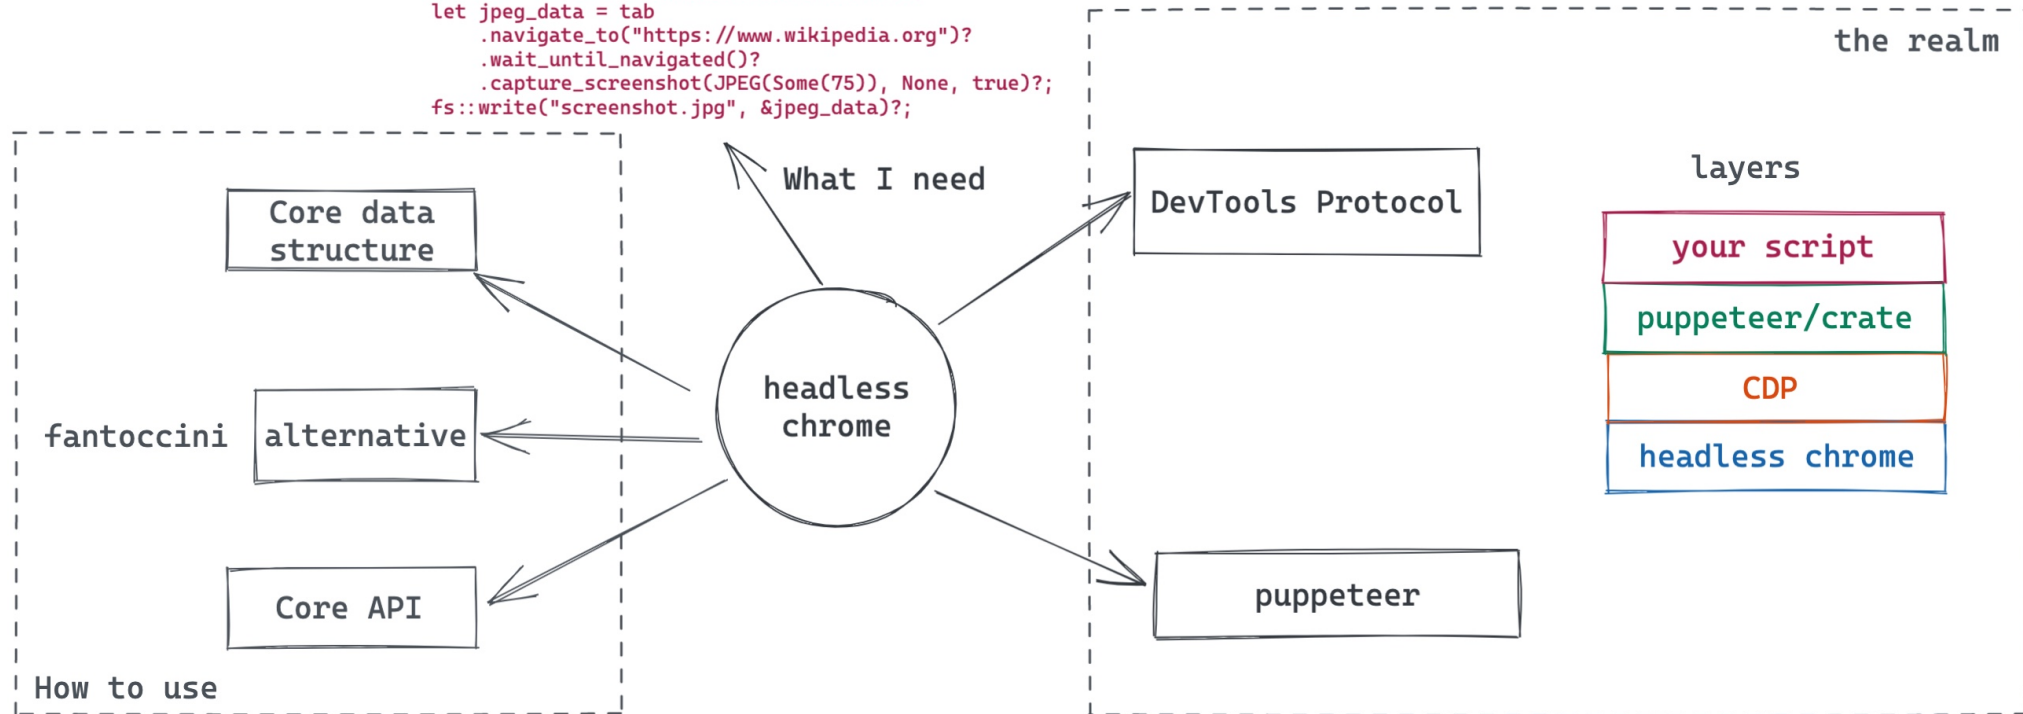 let jpeg_data = tab
    .navigate_to("https://www.wikipedia.org")?
    .wait_until_navigated()?
    .capture_screenshot(JPEG(Some(75)), None, true)?;
fs::write("screenshot.jpg", &jpeg_data)?;
the realm
What I need
layers
Core data
structure
DevTools Protocol
your script
puppeteer/crate
CDP
headless chrome
headless
chrome
fantoccini
alternative
Core API
puppeteer
How to use